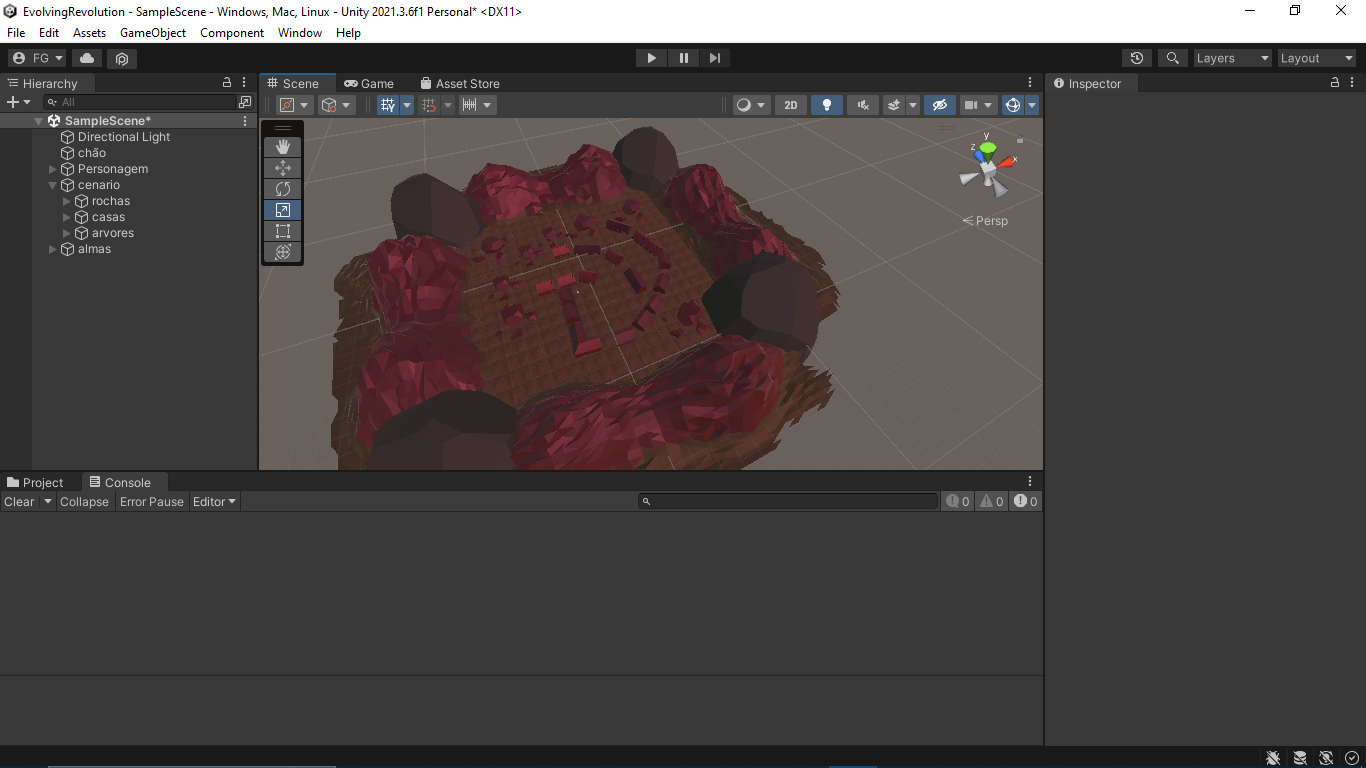 EvolvingRevolution - SampleScene - Windows, Mac, Linux - Unity 2021.3.6f1 Personal* <DX11>
File Edit Assets GameObject Component Window Help
FG Layers Layout
Hierarchy Scene Game Asset Store Inspector
All 2D
SampleScene*
Directional Light
chão
Personagem
cenario
rochas
casas
arvores
almas
y
z x
Persp
Project Console
Clear Collapse Error Pause Editor 0 0 0